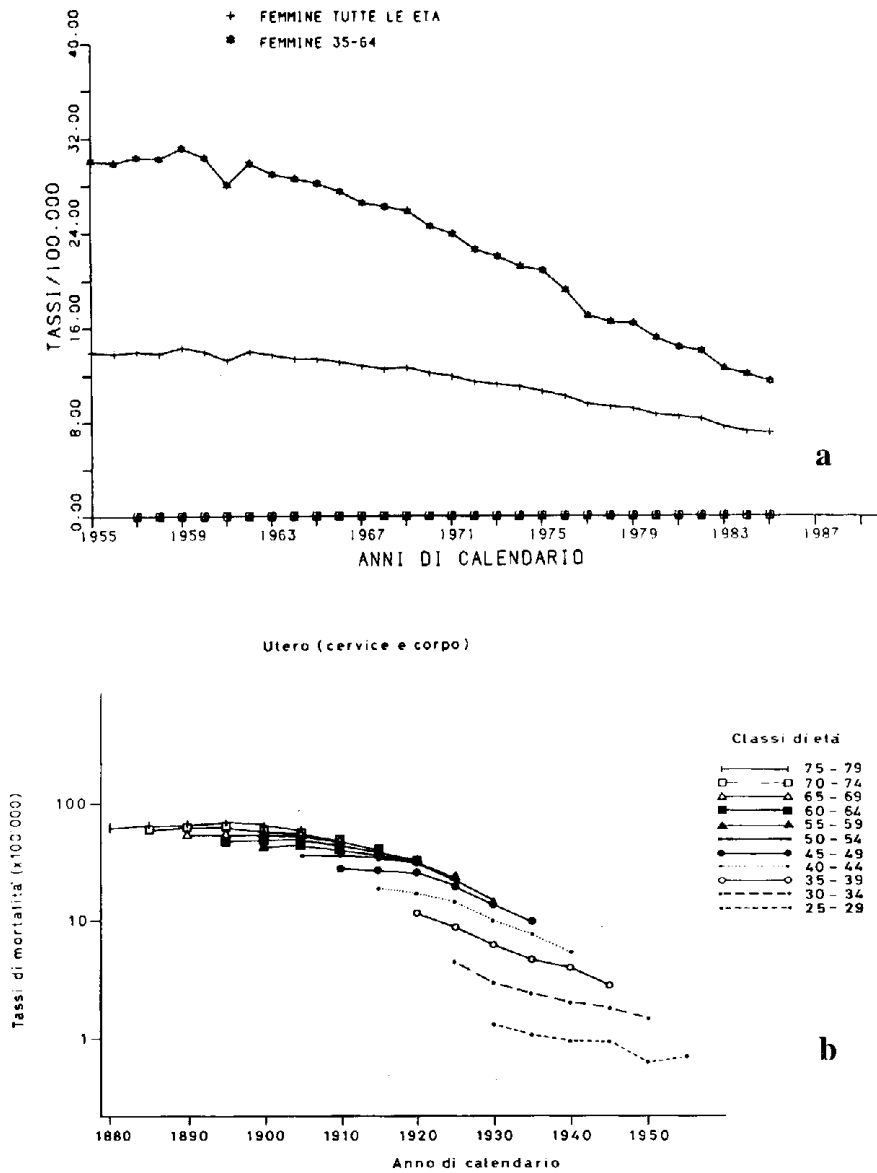 + FEMMINE TUTTE LE ETA
FEMMINE 35-64
40.00
32.00
24.00
16.00
8.00
0.00
TASSI/100.000
a
1955 1959 1963 1967 1971 1975 1979 1983 1987
ANNI DI CALENDARIO
Utero (cervice e corpo)
Classi di età
75-79
70-74
65-69
60-64
55-59
50-54
45-49
40-44
35-39
30-34
25-29
100
10
1
Tassi di mortalità (x100'000)
b
1880 1890 1900 1910 1920 1930 1940 1950
Anno di calendario